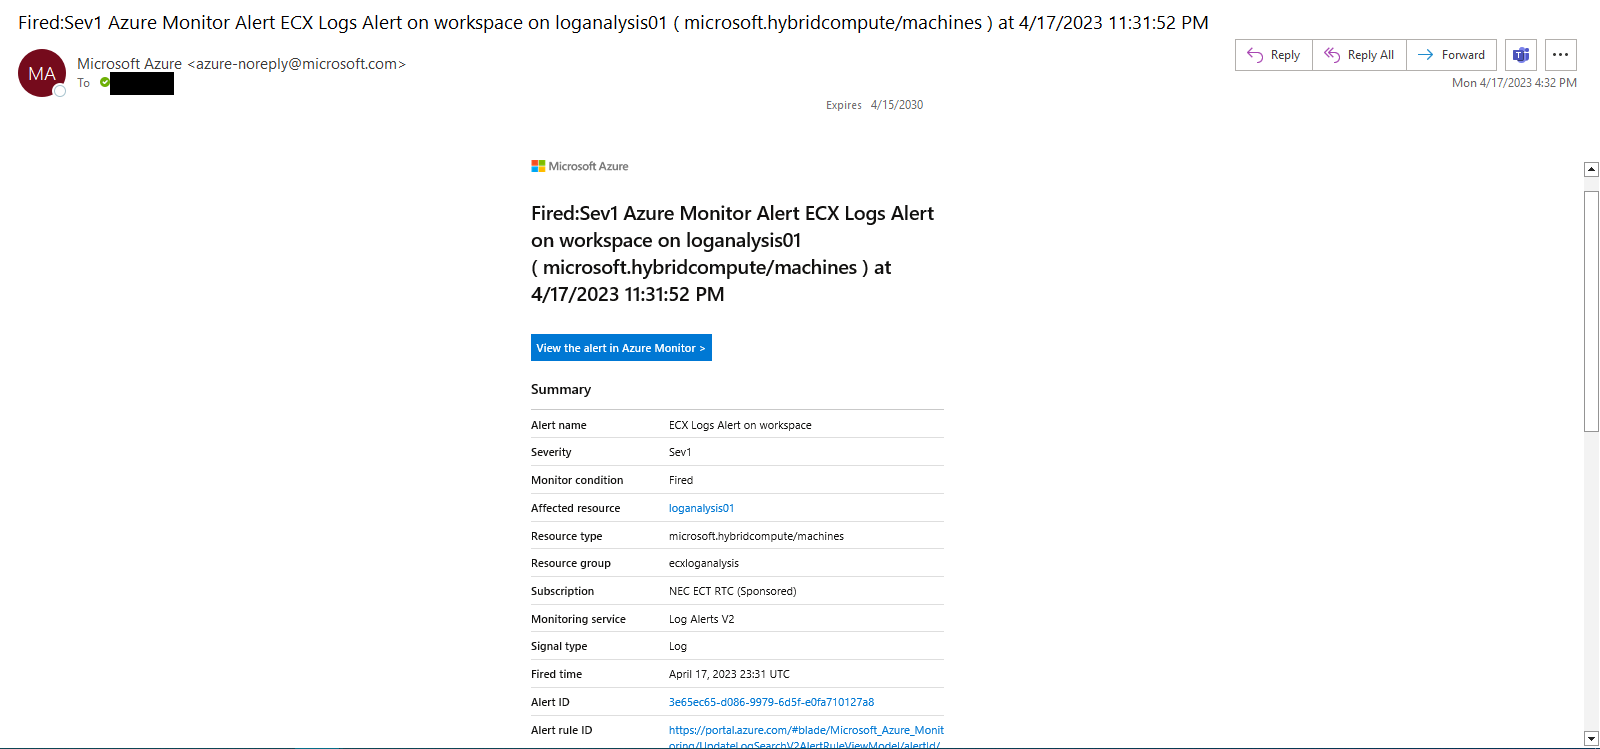 Fired:Sev1 Azure Monitor Alert ECX Logs Alert on workspace on loganalysis01 ( microsoft.hybridcompute/machines ) at 4/17/2023 11:31:52 PM
MA
Microsoft Azure <azure-noreply@microsoft.com>
To
Reply
Reply All
Forward
Mon 4/17/2023 4:32 PM
Expires 4/15/2030
Microsoft Azure
Fired:Sev1 Azure Monitor Alert ECX Logs Alert
on workspace on loganalysis01
( microsoft.hybridcompute/machines ) at
4/17/2023 11:31:52 PM
View the alert in Azure Monitor >
Summary
Alert name ECX Logs Alert on workspace
Severity Sev1
Monitor condition Fired
Affected resource loganalysis01
Resource type microsoft.hybridcompute/machines
Resource group ecxloganalysis
Subscription NEC ECT RTC (Sponsored)
Monitoring service Log Alerts V2
Signal type Log
Fired time April 17, 2023 23:31 UTC
Alert ID 3e65ec65-d086-9979-6d5f-e0fa710127a8
Alert rule ID https://portal.azure.com/#blade/Microsoft_Azure_Monit
oring/UpdateLogSearchV2AlertRuleViewModel/alertId/